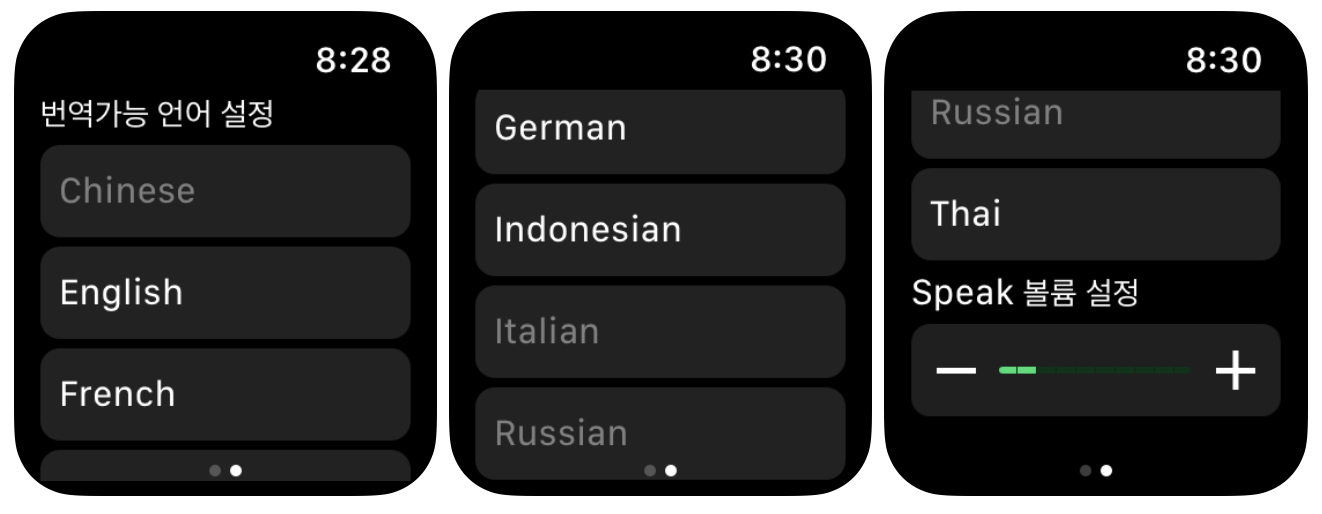 8:28
번역가능 언어 설정
Chinese
English
French
8:30
German
Indonesian
Italian
Russian
8:30
Russian
Thai
Speak 볼륨 설정